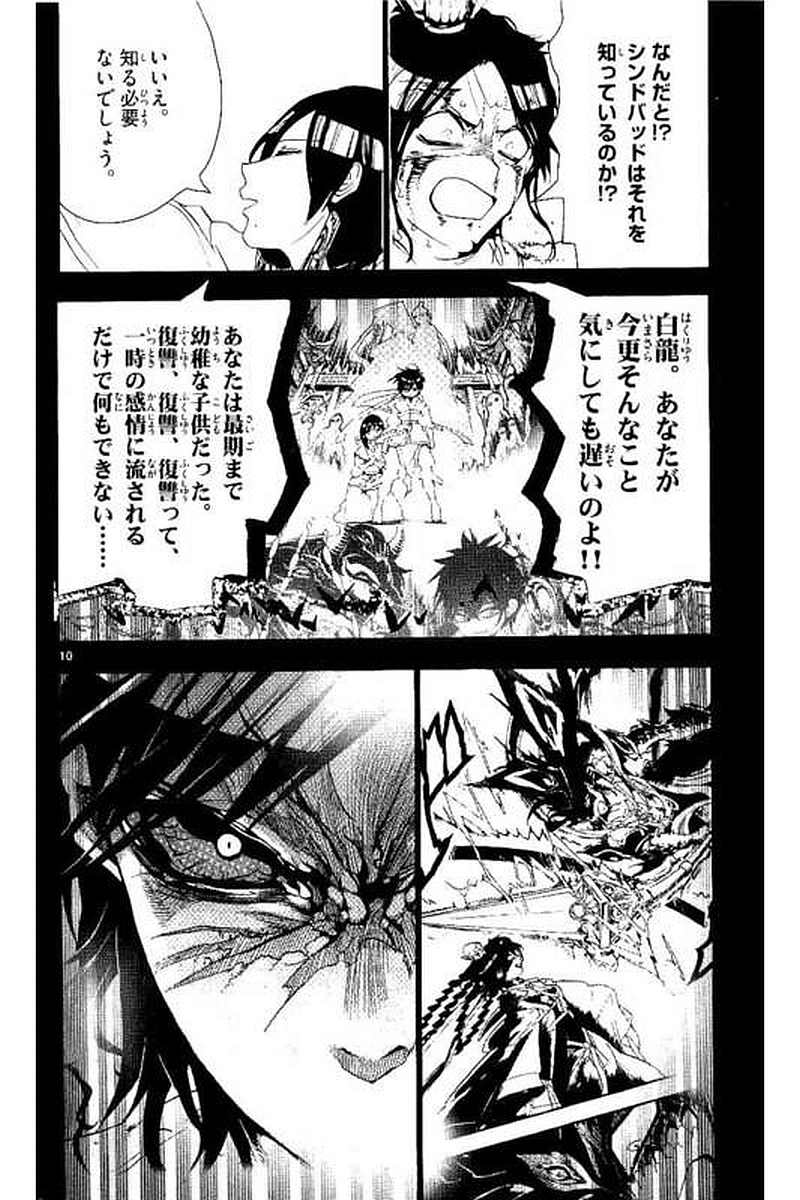 なんだと!?
シンドバッドはそれを
知っているのか!?
いいえ。
知る必要
ないでしょう。
白龍。あなたが
今更そんなこと
気にしても遅いのよ!!
あなたは最期まで
幼稚な子供だった。
復讐、復讐、復讐って、
一時の感情に流される
だけで何もできない……
10